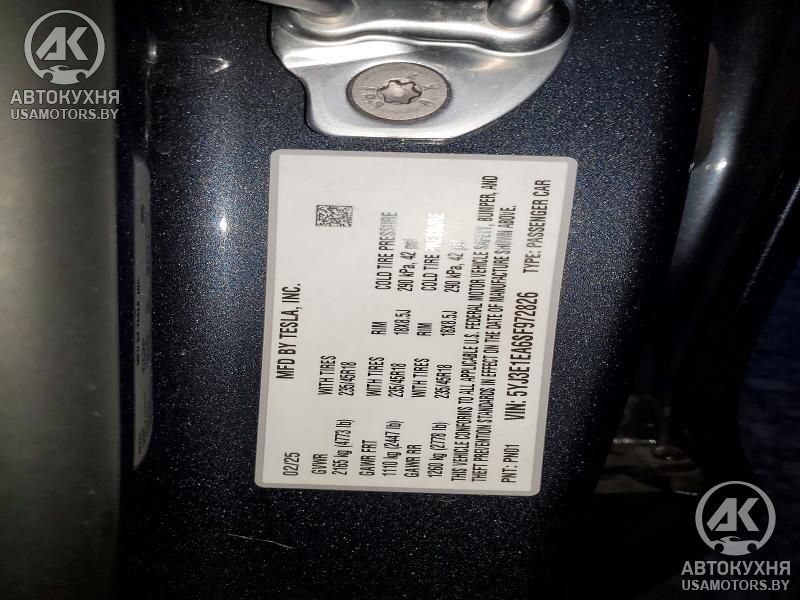 AK
АВТОКУХНЯ
USAMOTORS.BY
MFD BY TESLA, INC.
02/25
GVWR WITH TIRES RIM COLD TIRE PRESSURE
2165 kg (4773 lb) 235/45R18 18X8.5J 290 kPa, 42 psi
GAWR FRT WITH TIRES RIM COLD TIRE PRESSURE
1110 kg (2447 lb) 235/45R18 18X8.5J 290 kPa, 42 psi
GAWR RR
1260 kg (2778 lb) 235/45R18
THIS VEHICLE CONFORMS TO ALL APPLICABLE U.S. FEDERAL MOTOR VEHICLE SAFETY, BUMPER, AND
THEFT PREVENTION STANDARDS IN EFFECT ON THE DATE OF MANUFACTURE SHOWN ABOVE.
PNT: PN01 VIN: 5YJ3E1EA6SF972826 TYPE: PASSENGER CAR
AK
АВТОКУХНЯ
USAMOTORS.BY